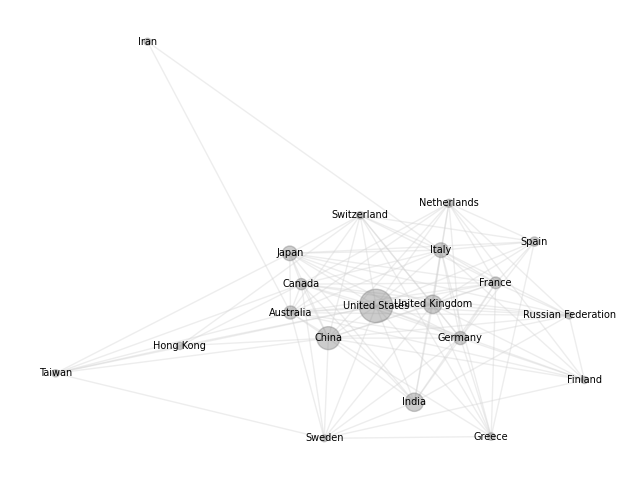 Iran
Netherlands
Switzerland
Spain
Italy
Japan
France
Canada
United States
United Kingdom
Australia
Russian Federation
China
Germany
Hong Kong
Taiwan
Finland
India
Greece
Sweden